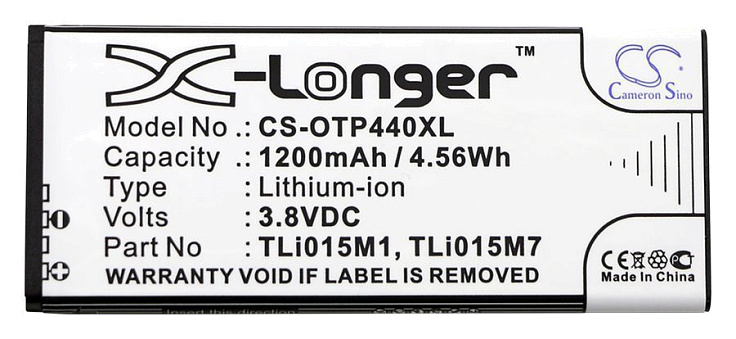 X-Longer™
Cameron Sino
Model No .: CS-OTP440XL
Capacity .: 1200mAh / 4.56Wh
Type : Lithium-ion
Volts : 3.8VDC
Part No : TLi015M1, TLi015M7
WARRANTY VOID IF LABEL IS REMOVED.
Made In China